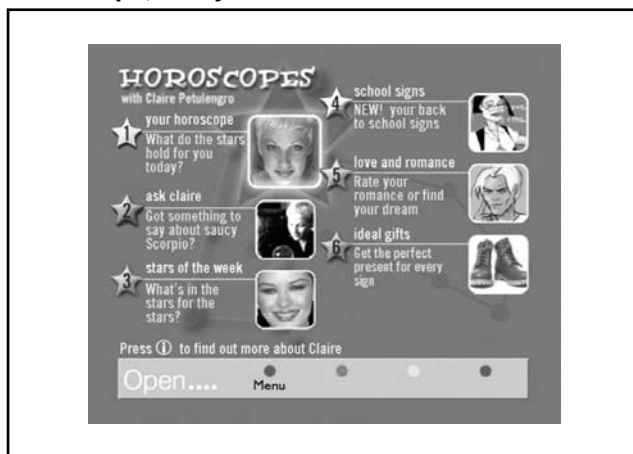 HOROSCOPES
with Claire Petulengro
1
your horoscope
What do the stars
hold for you
today?
2
ask claire
Got something to
say about saucy
Scorpio?
3
stars of the week
What's in the
stars for the
stars?
4
school signs
NEW! your back
to school signs
5
love and romance
Rate your
romance or find
your dream
6
ideal gifts
Get the perfect
present for every
sign
Press ⓘ to find out more about Claire
Open....
Menu